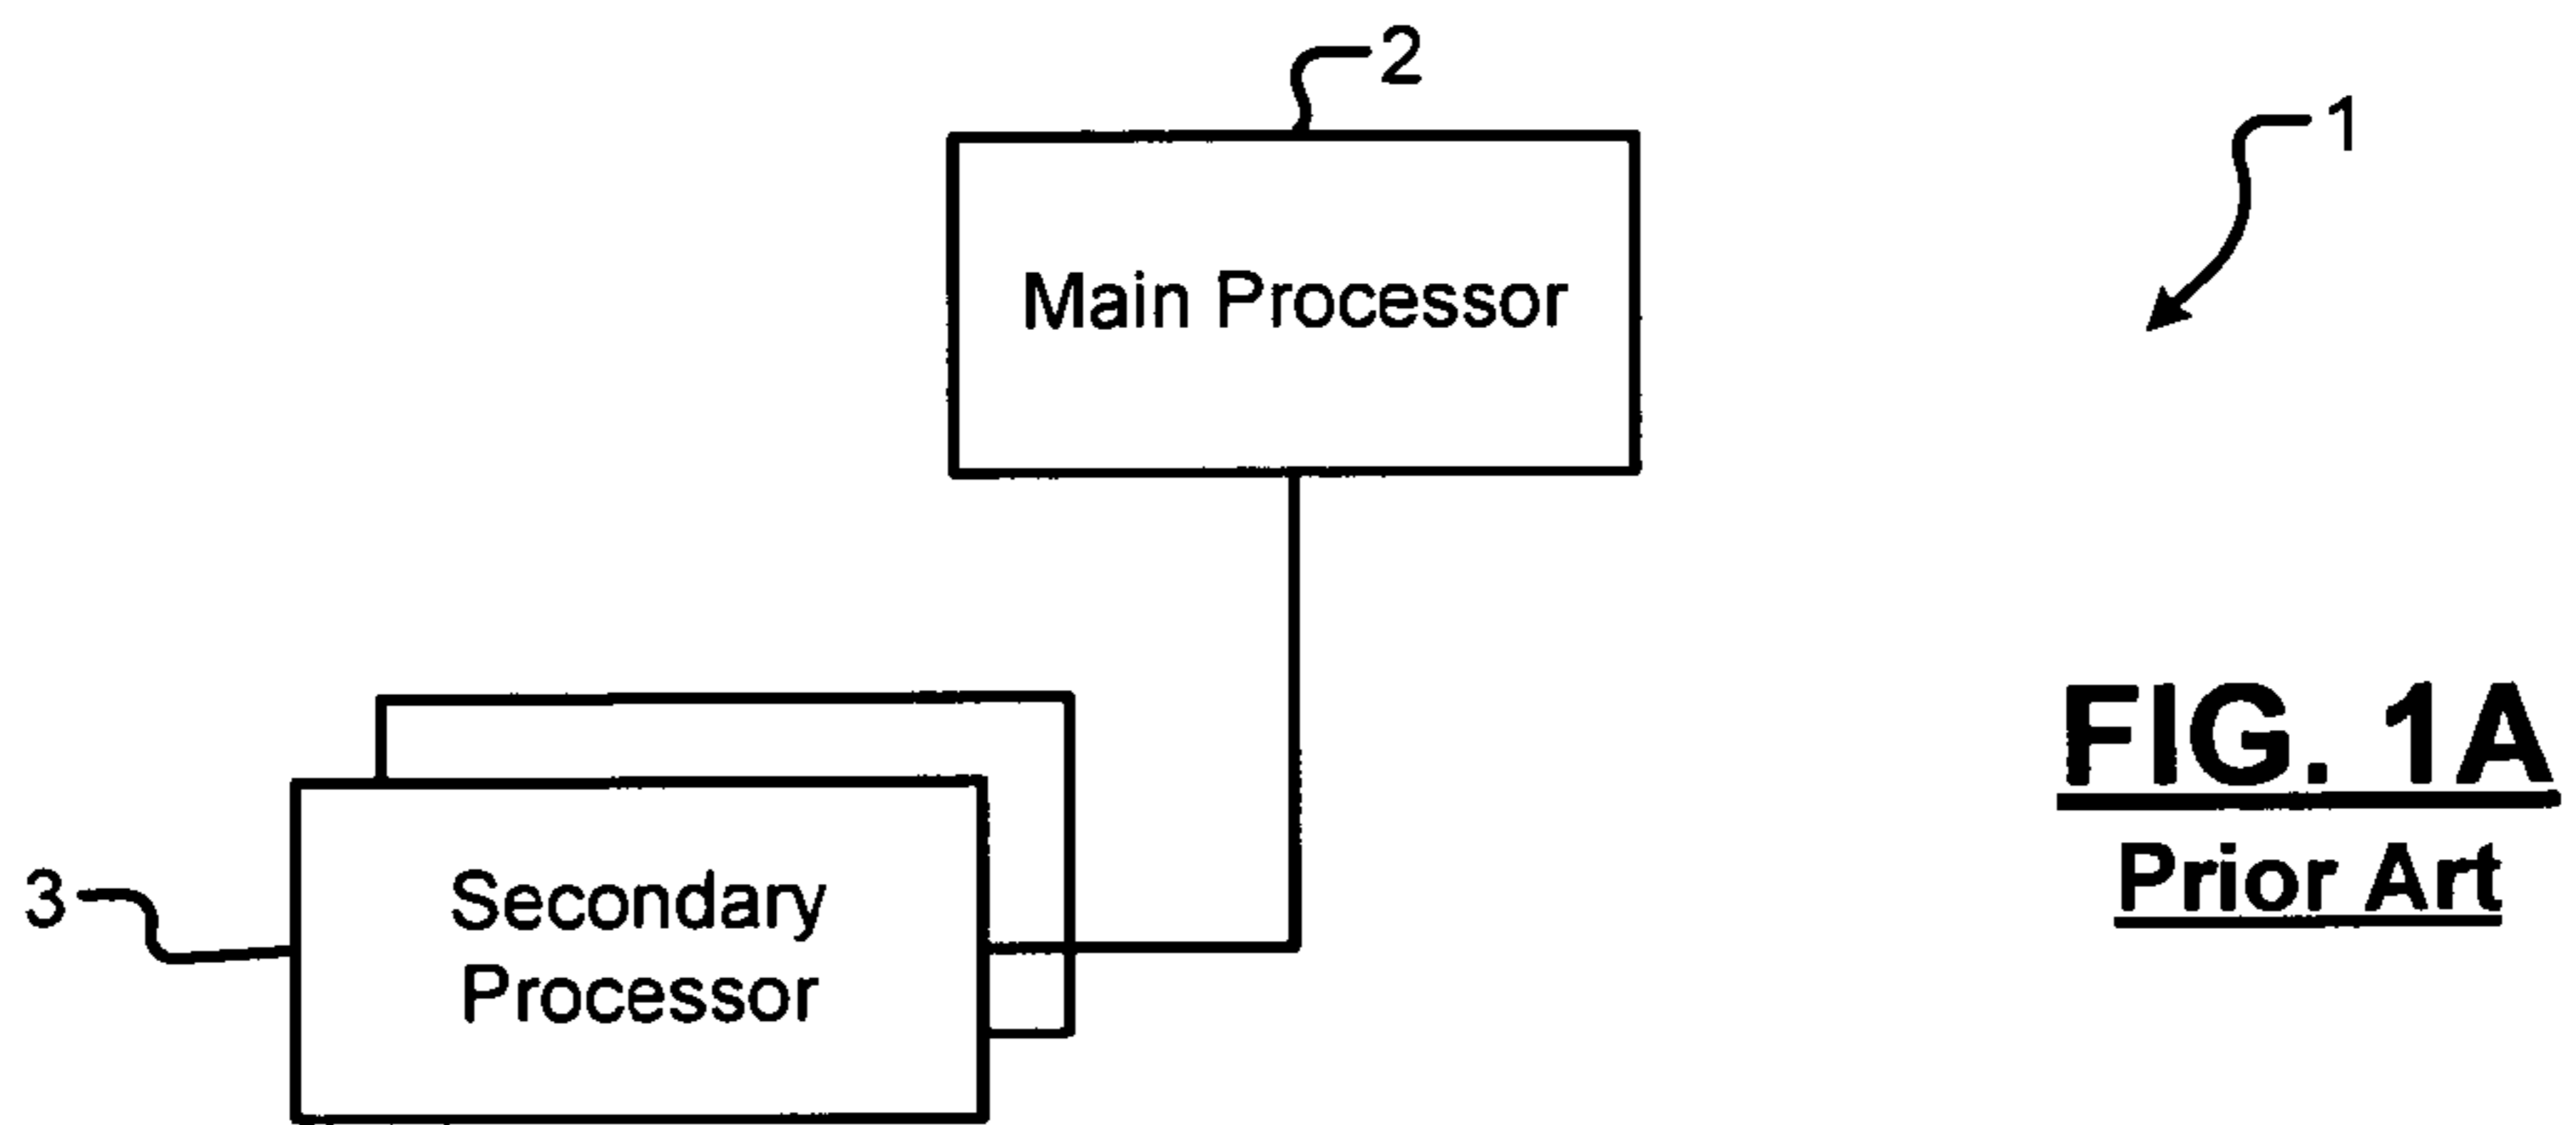 2
1
Main Processor
FIG. 1A
Prior Art
3
Secondary
Processor